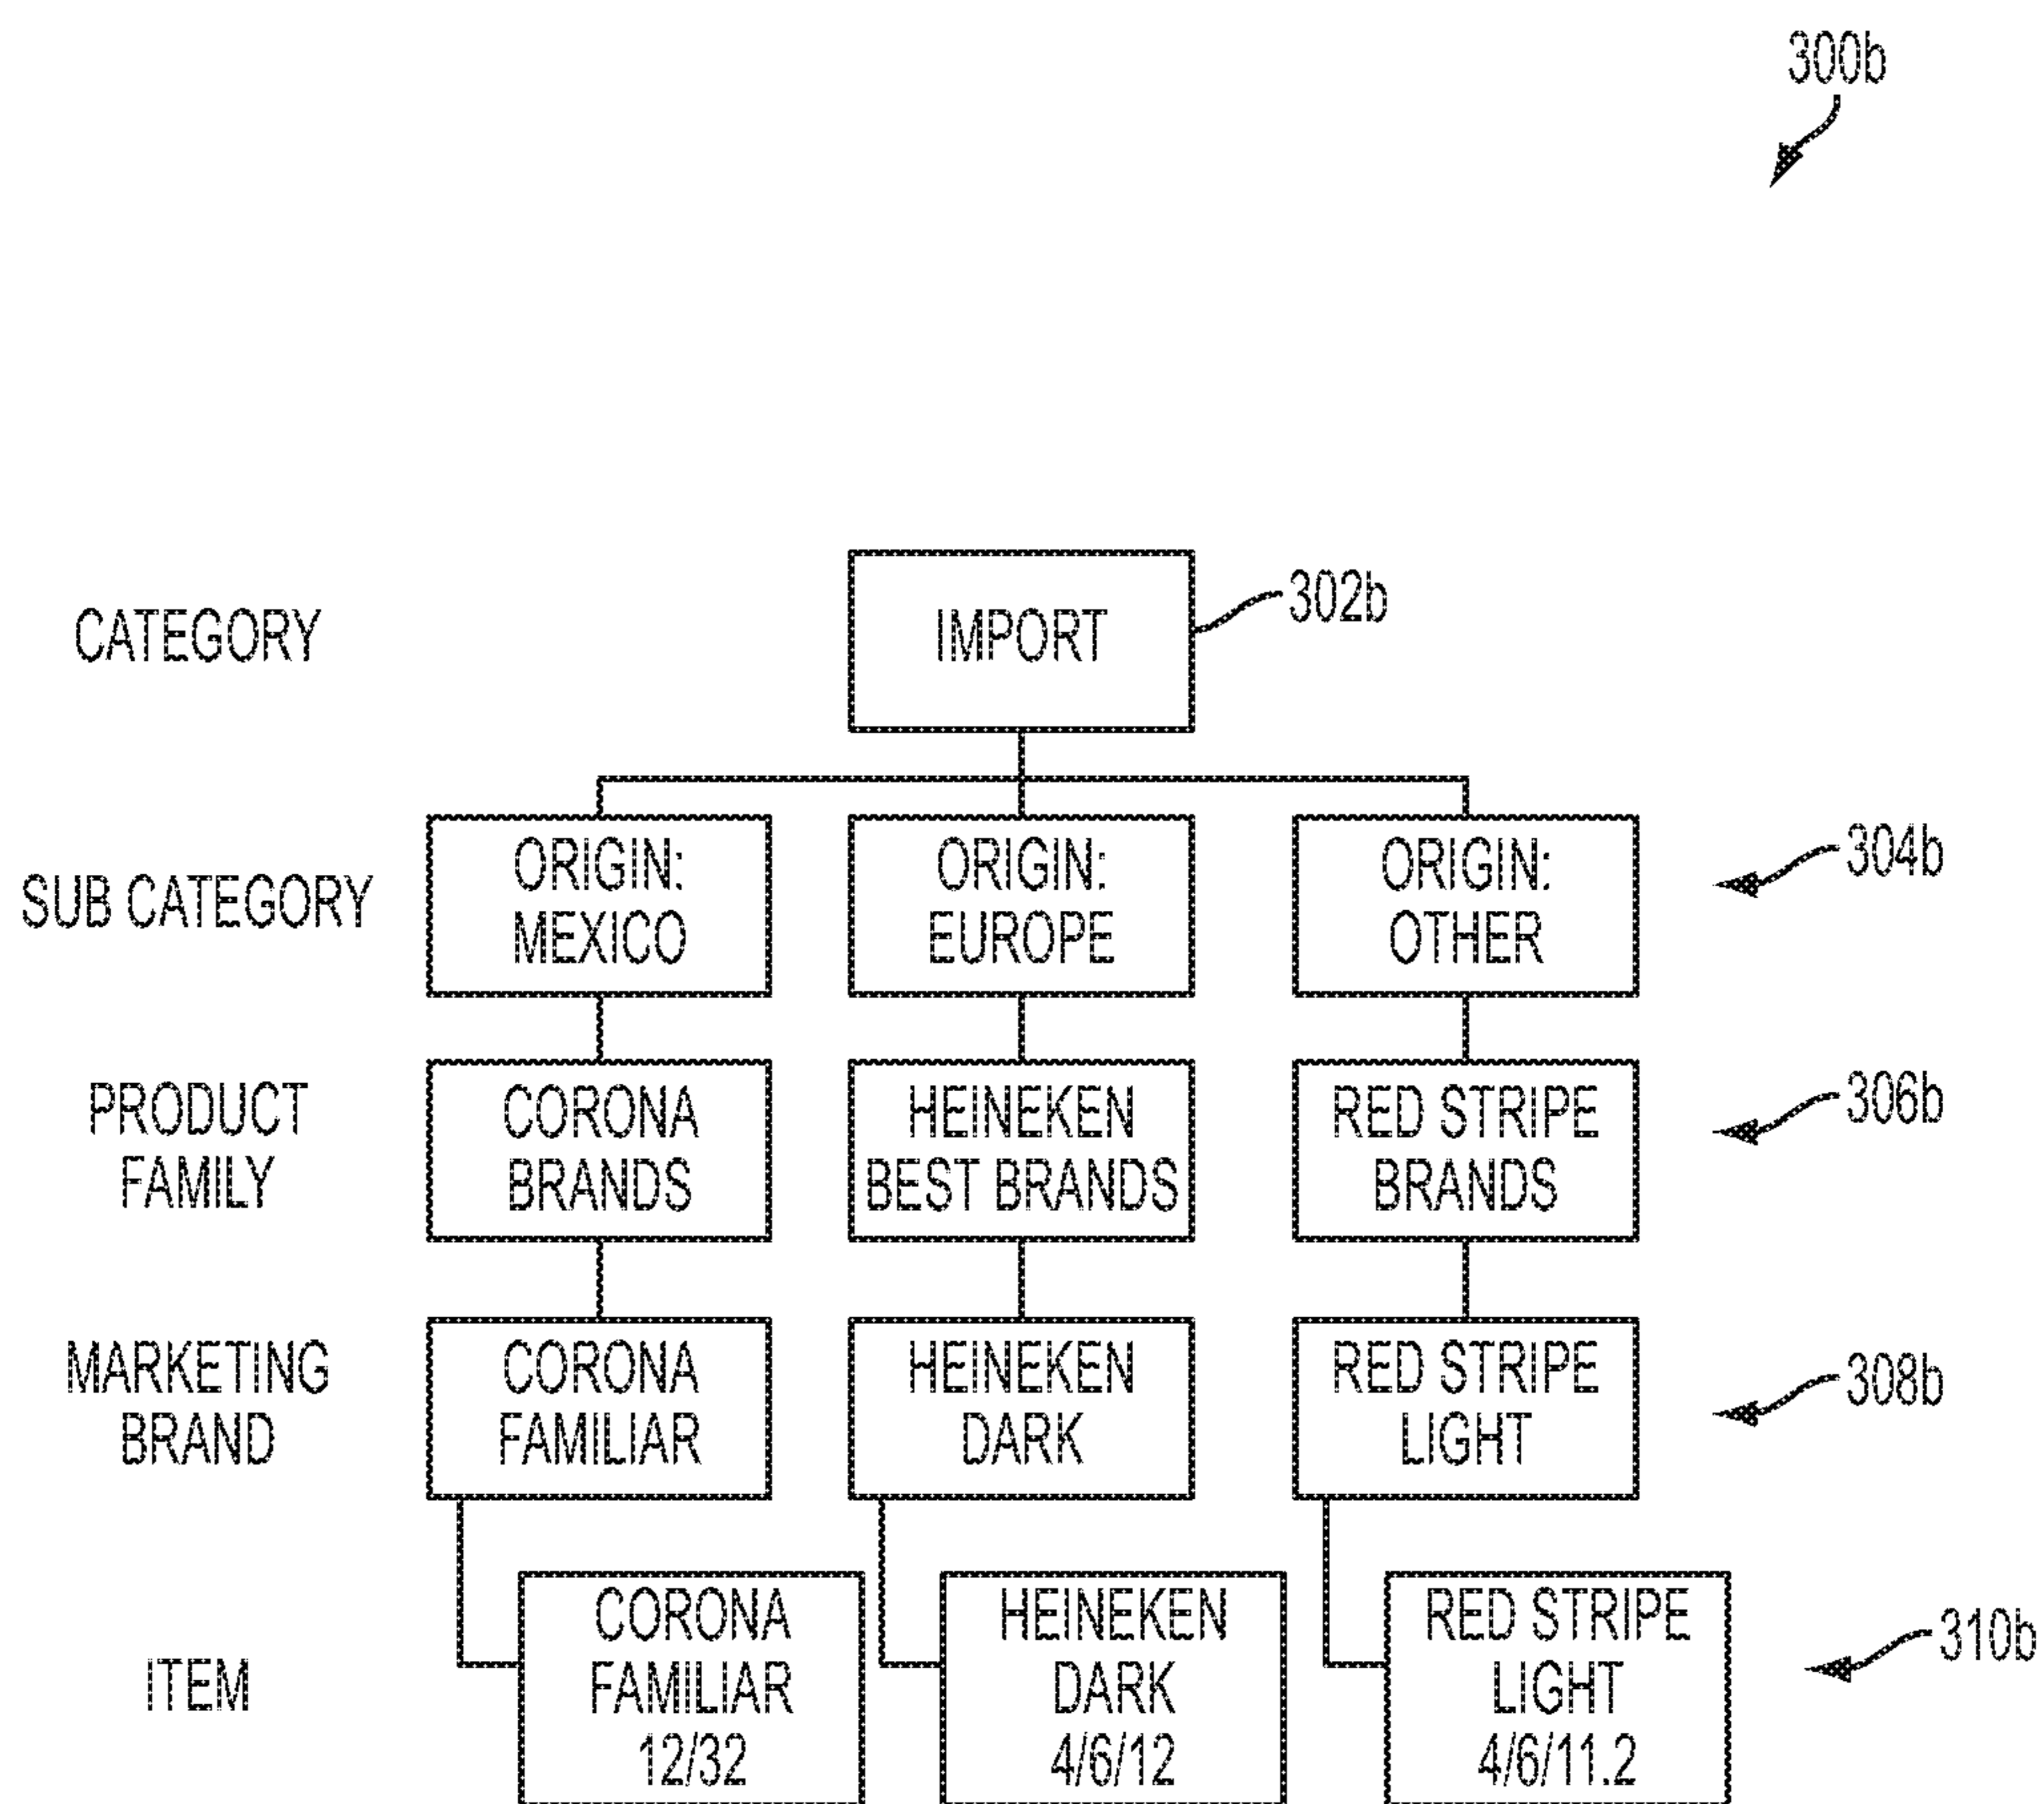 300b
CATEGORY
IMPORT
302b
SUB CATEGORY
ORIGIN:
MEXICO
ORIGIN:
EUROPE
ORIGIN:
OTHER
304b
PRODUCT
FAMILY
CORONA
BRANDS
HEINEKEN
BEST BRANDS
RED STRIPE
BRANDS
306b
MARKETING
BRAND
CORONA
FAMILIAR
HEINEKEN
DARK
RED STRIPE
LIGHT
308b
ITEM
CORONA
FAMILIAR
12/32
HEINEKEN
DARK
4/6/12
RED STRIPE
LIGHT
4/6/11.2
310b